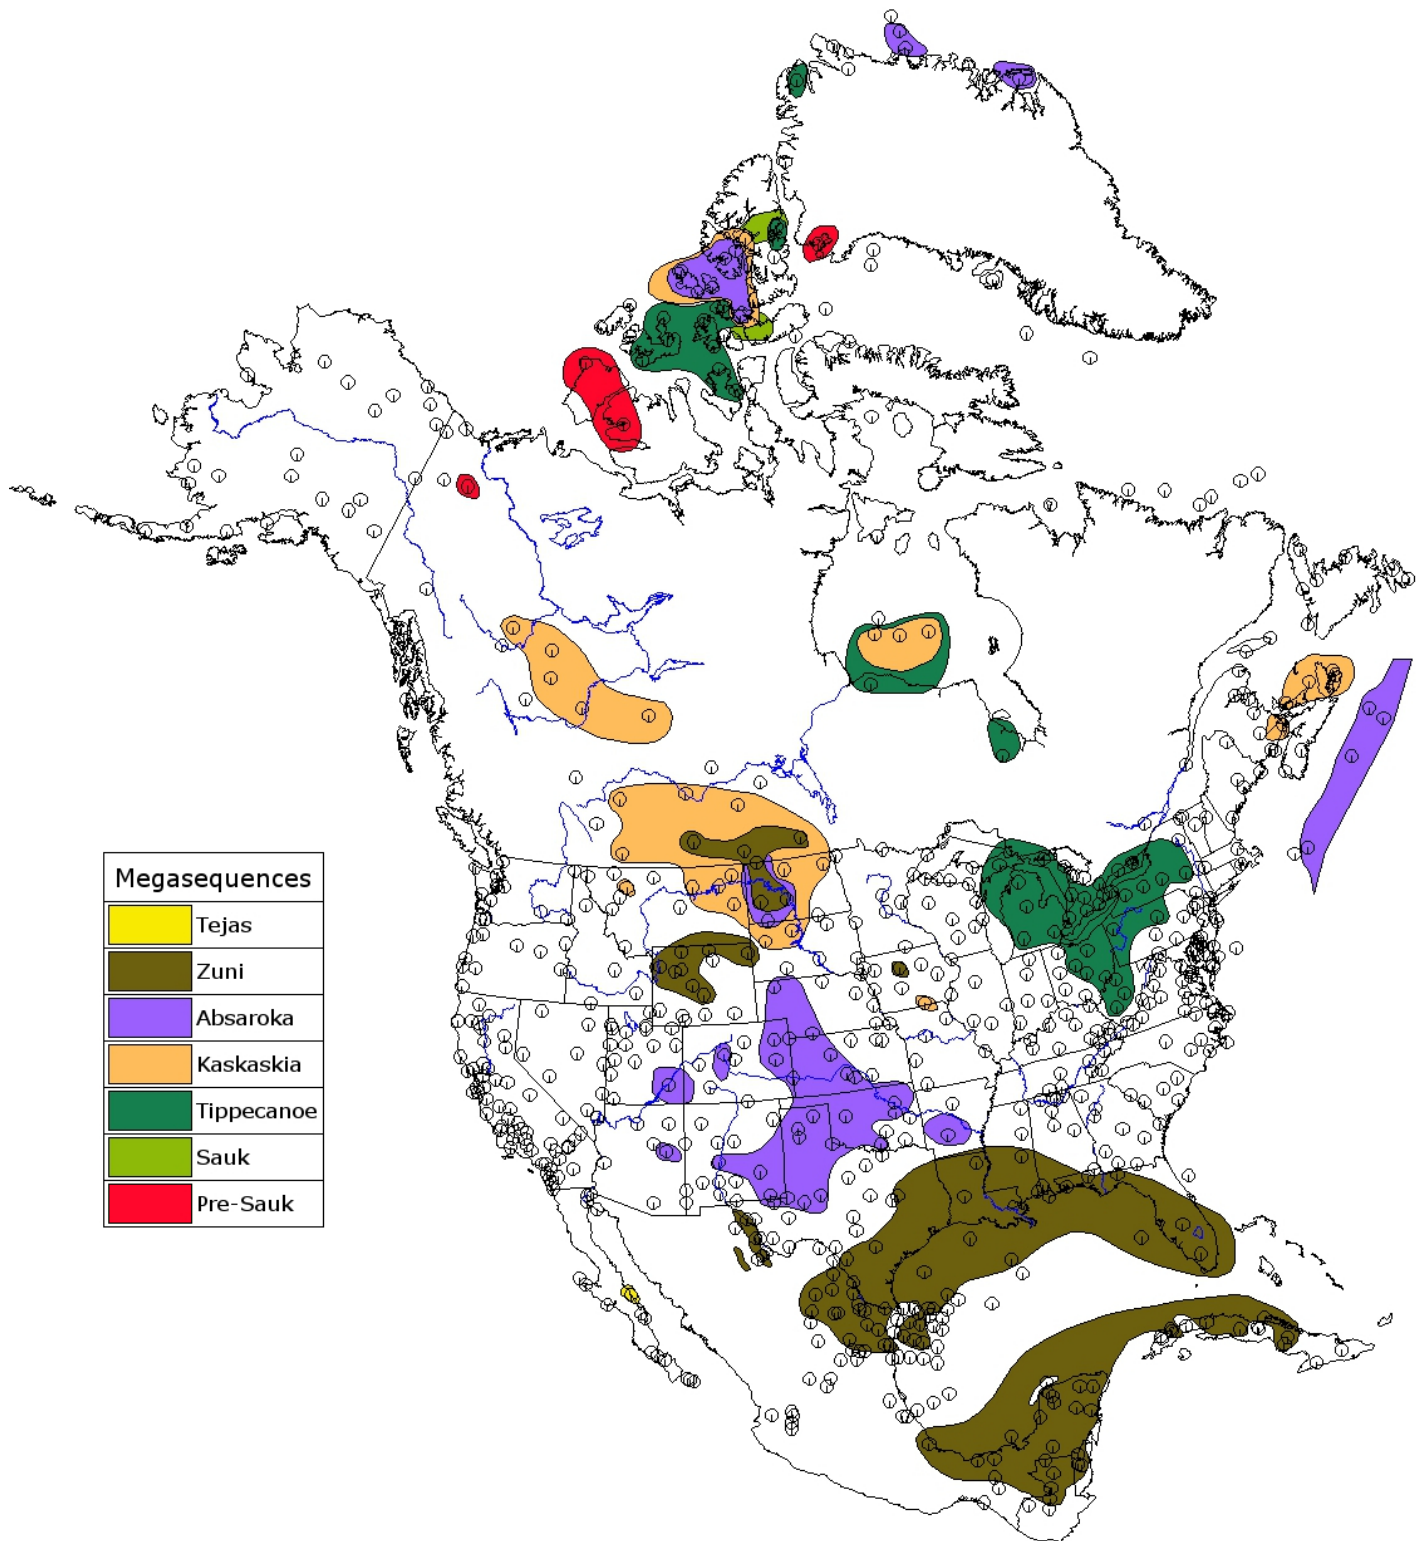 Megasequences
Tejas
Zuni
Absaroka
Kaskaskia
Tippecanoe
Sauk
Pre-Sauk